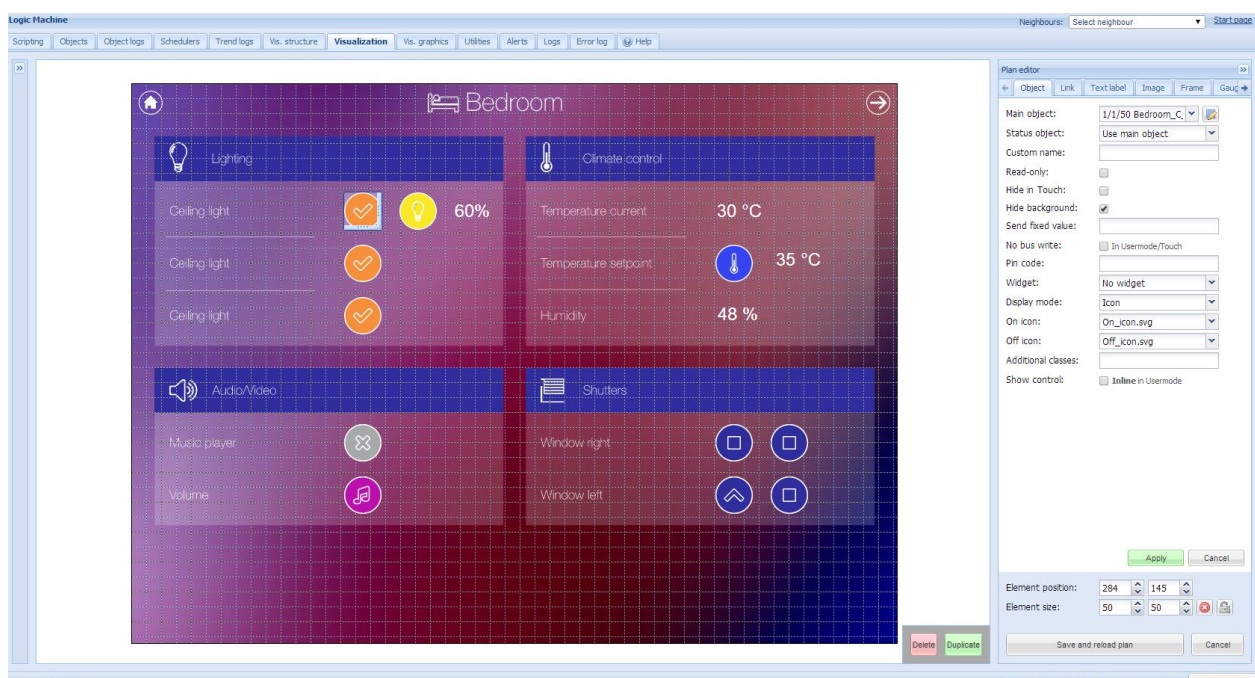 Logic Machine
Neighbours: Select neighbour Start page
Scripting Objects Object logs Schedulers Trend logs Vis. structure Visualization Vis. graphics Utilities Alerts Logs Error log Help
Plan editor
Object Link Text label Image Frame Gaug
Bedroom
Lighting
Ceiling light 60%
Ceiling light
Ceiling light
Climate control
Temperature current 30 °C
Temperature setpoint 35 °C
Humidity 48 %
Audio/Video
Music player
Volume
Shutters
Window right
Window left
Main object: 1/1/50 Bedroom_C_
Status object: Use main object
Custom name:
Read-only:
Hide in Touch:
Hide background:
Send fixed value:
No bus write: In Usermode/Touch
Pin code:
Widget: No widget
Display mode: Icon
On icon: On_icon.svg
Off icon: Off_icon.svg
Additional classes:
Show control: Inline in Usermode
Apply Cancel
Element position: 284 145
Element size: 50 50
Delete Duplicate
Save and reload plan Cancel